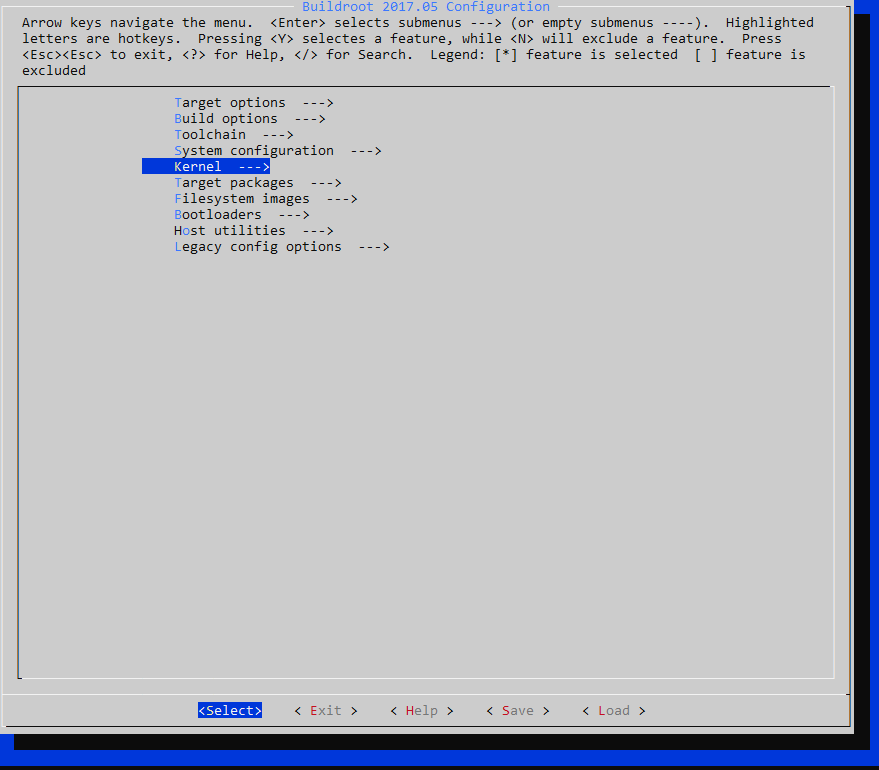 Buildroot 2017.05 Configuration
Arrow keys navigate the menu.  <Enter> selects submenus ---> (or empty submenus ----).  Highlighted
letters are hotkeys.  Pressing <Y> selectes a feature, while <N> will exclude a feature.  Press
<Esc><Esc> to exit, <?> for Help, </> for Search.  Legend: [*] feature is selected  [ ] feature is
excluded
Target options  --->
Build options  --->
Toolchain  --->
System configuration  --->
Kernel  --->
Target packages  --->
Filesystem images  --->
Bootloaders  --->
Host utilities  --->
Legacy config options  --->
<Select>    < Exit >    < Help >    < Save >    < Load >